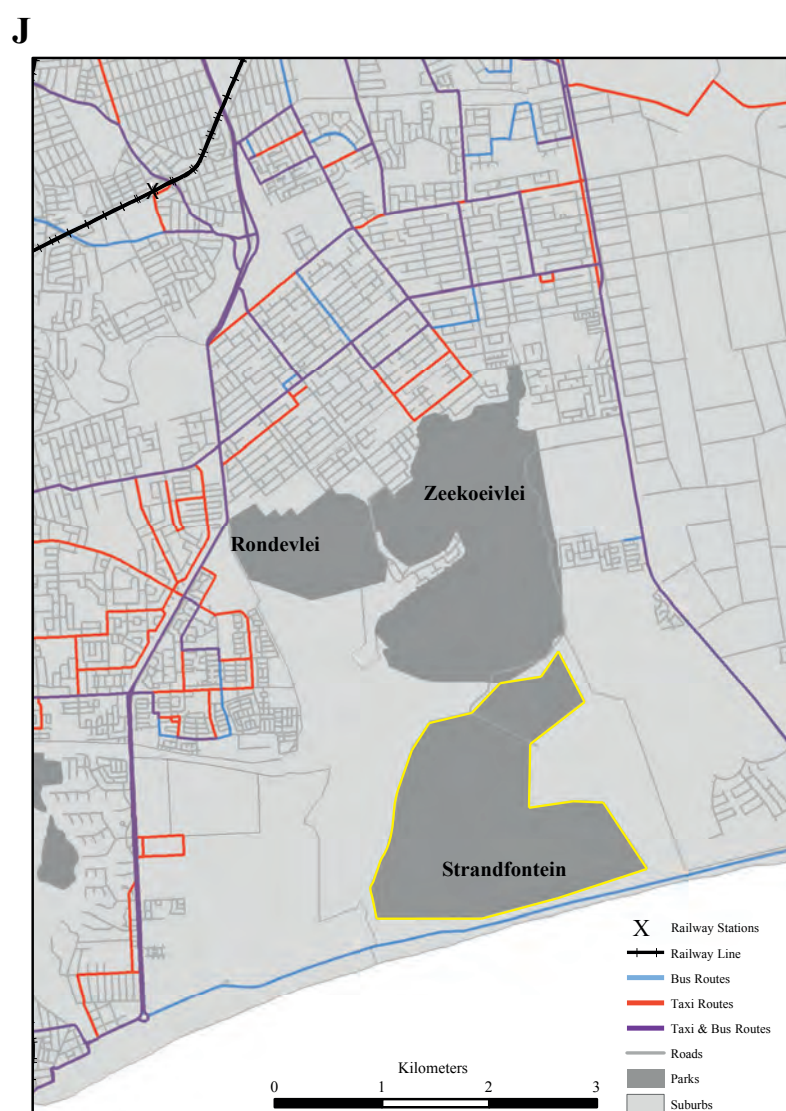 J
Zeekoeivlei
Rondevlei
Strandfontein
X Railway Stations
Railway Line
Bus Routes
Taxi Routes
Taxi & Bus Routes
Roads
Parks
Suburbs
Kilometers
0 1 2 3
X